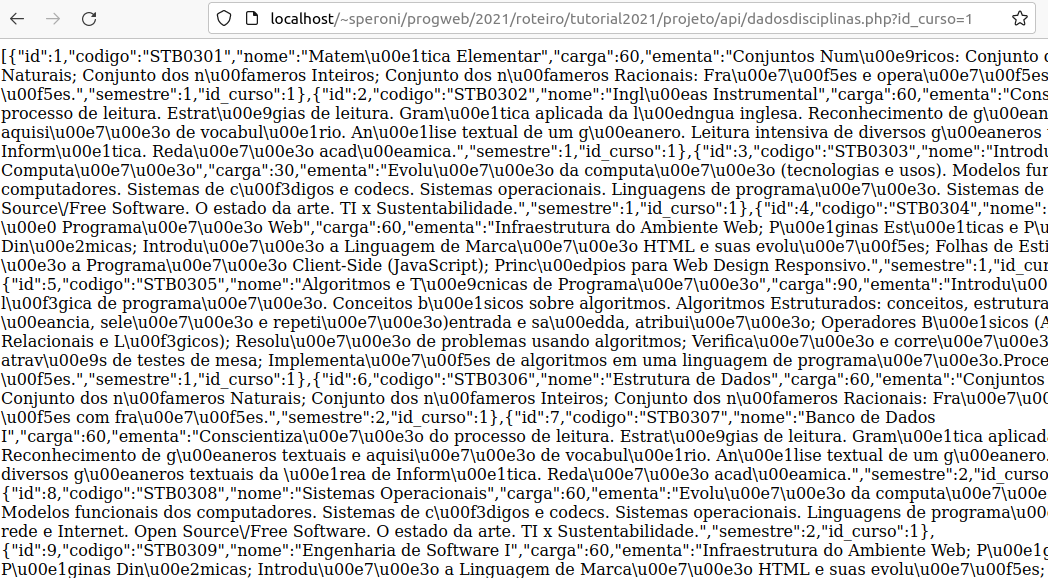 localhost/~speroni/progweb/2021/roteiro/tutorial2021/projeto/api/dadosdisciplinas.php?id_curso=1
[{"id":1,"codigo":"STB0301","nome":"Matem\u00e1tica Elementar","carga":60,"ementa":"Conjuntos Num\u00e9ricos: Conjunto
Naturais; Conjunto dos n\u00fameros Inteiros; Conjunto dos n\u00fameros Racionais: Fra\u00e7\u00f5es e opera\u00e7\u00f5es
\u00f5es.","semestre":1,"id_curso":1},{"id":2,"codigo":"STB0302","nome":"Ingl\u00eas Instrumental","carga":60,"ementa":"Cons
processo de leitura. Estrat\u00e9gias de leitura. Gram\u00e1tica aplicada da l\u00edngua inglesa. Reconhecimento de g\u00ean
aquisi\u00e7\u00e3o de vocabul\u00e1rio. An\u00e1lise textual de um g\u00eanero. Leitura intensiva de diversos g\u00eaneros
Inform\u00e1tica. Reda\u00e7\u00e3o acad\u00eamica.","semestre":1,"id_curso":1},{"id":3,"codigo":"STB0303","nome":"Introdu
Computa\u00e7\u00e3o","carga":30,"ementa":"Evolu\u00e7\u00e3o da computa\u00e7\u00e3o (tecnologias e usos). Modelos fun
computadores. Sistemas de c\u00f3digos e codecs. Sistemas operacionais. Linguagens de programa\u00e7\u00e3o. Sistemas de
Source\/Free Software. O estado da arte. TI x Sustentabilidade.","semestre":1,"id_curso":1},{"id":4,"codigo":"STB0304","nome":
\u00e0 Programa\u00e7\u00e3o Web","carga":60,"ementa":"Infraestrutura do Ambiente Web; P\u00e1ginas Est\u00e1ticas e P\u
Din\u00e2micas; Introdu\u00e7\u00e3o a Linguagem de Marca\u00e7\u00e3o HTML e suas evolu\u00e7\u00f5es; Folhas de Esti
\u00e3o a Programa\u00e7\u00e3o Client-Side (JavaScript); Princ\u00edpios para Web Design Responsivo.","semestre":1,"id_cur
{"id":5,"codigo":"STB0305","nome":"Algoritmos e T\u00e9cnicas de Programa\u00e7\u00e3o","carga":90,"ementa":"Introdu\u00
l\u00f3gica de programa\u00e7\u00e3o. Conceitos b\u00e1sicos sobre algoritmos. Algoritmos Estruturados: conceitos, estrutura
\u00eancia, sele\u00e7\u00e3o e repeti\u00e7\u00e3o)entrada e sa\u00edda, atribui\u00e7\u00e3o; Operadores B\u00e1sicos (A
Relacionais e L\u00f3gicos); Resolu\u00e7\u00e3o de problemas usando algoritmos; Verifica\u00e7\u00e3o e corre\u00e7\u00e3
atrav\u00e9s de testes de mesa; Implementa\u00e7\u00f5es de algoritmos em uma linguagem de programa\u00e7\u00e3o.Proce
\u00f5es.","semestre":1,"id_curso":1},{"id":6,"codigo":"STB0306","nome":"Estrutura de Dados","carga":60,"ementa":"Conjuntos
Conjunto dos n\u00fameros Naturais; Conjunto dos n\u00fameros Inteiros; Conjunto dos n\u00fameros Racionais: Fra\u00e7\u00
\u00f5es com fra\u00e7\u00f5es.","semestre":2,"id_curso":1},{"id":7,"codigo":"STB0307","nome":"Banco de Dados
I","carga":60,"ementa":"Conscientiza\u00e7\u00e3o do processo de leitura. Estrat\u00e9gias de leitura. Gram\u00e1tica aplicad
Reconhecimento de g\u00eaneros textuais e aquisi\u00e7\u00e3o de vocabul\u00e1rio. An\u00e1lise textual de um g\u00eanero.
diversos g\u00eaneros textuais da \u00e1rea de Inform\u00e1tica. Reda\u00e7\u00e3o acad\u00eamica.","semestre":2,"id_curso
{"id":8,"codigo":"STB0308","nome":"Sistemas Operacionais","carga":60,"ementa":"Evolu\u00e7\u00e3o da computa\u00e7\u00e
Modelos funcionais dos computadores. Sistemas de c\u00f3digos e codecs. Sistemas operacionais. Linguagens de programa\u00
rede e Internet. Open Source\/Free Software. O estado da arte. TI x Sustentabilidade.","semestre":2,"id_curso":1},
{"id":9,"codigo":"STB0309","nome":"Engenharia de Software I","carga":60,"ementa":"Infraestrutura do Ambiente Web; P\u00e1g
P\u00e1ginas Din\u00e2micas; Introdu\u00e7\u00e3o a Linguagem de Marca\u00e7\u00e3o HTML e suas evolu\u00e7\u00f5es;